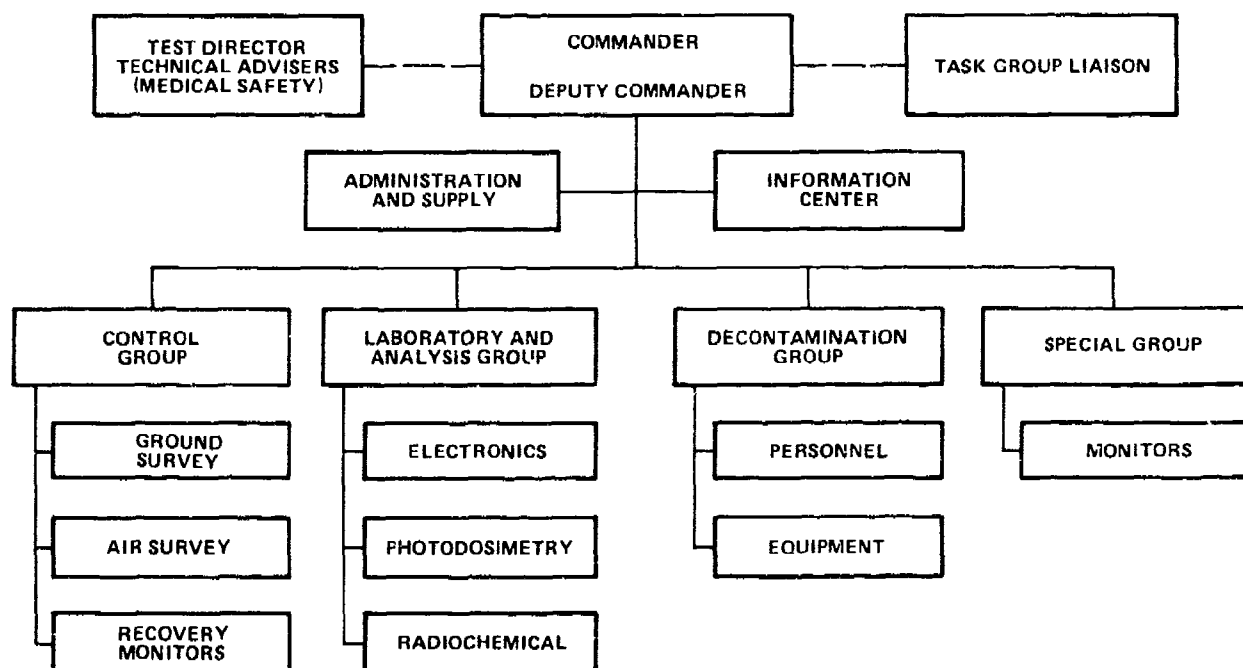 TEST DIRECTOR
TECHNICAL ADVISERS
(MEDICAL SAFETY)
COMMANDER
DEPUTY COMMANDER
TASK GROUP LIAISON
ADMINISTRATION
AND SUPPLY
INFORMATION
CENTER
CONTROL
GROUP
LABORATORY AND
ANALYSIS GROUP
DECONTAMINATION
GROUP
SPECIAL GROUP
GROUND
SURVEY
ELECTRONICS
PERSONNEL
MONITORS
AIR SURVEY
PHOTODOSIMETRY
EQUIPMENT
RECOVERY
MONITORS
RADIOCHEMICAL